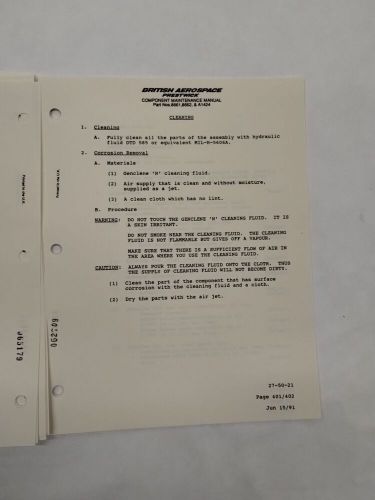 BRITISH AEROSPACE
PRESTWICK
COMPONENT MAINTENANCE MANUAL
Part Nos.8861,8862, & A1424
CLEANING
1. Cleaning
A. Fully clean all the parts of the assembly with hydraulic
fluid DTD 585 or equivalent MIL-H-5606A.
2. Corrosion Removal
A. Materials
(1) Genclene 'N' cleaning fluid.
(2) Air supply that is clean and without moisture,
supplied as a jet.
(3) A clean cloth which has no lint.
B. Procedure
WARNING: DO NOT TOUCH THE GENCLENE 'N' CLEANING FLUID. IT IS
A SKIN IRRITANT.
DO NOT SMOKE NEAR THE CLEANING FLUID. THE CLEANING
FLUID IS NOT FLAMMABLE BUT GIVES OFF A VAPOUR.
MAKE SURE THAT THERE IS A SUFFICIENT FLOW OF AIR IN
THE AREA WHERE YOU USE THE CLEANING FLUID.
CAUTION: ALWAYS POUR THE CLEANING FLUID ONTO THE CLOTH. THUS
THE SUPPLY OF CLEANING FLUID WILL NOT BECOME DIRTY.
(1) Clean the part of the component that has surface
corrosion with the cleaning fluid and a cloth.
(2) Dry the parts with the air jet.
27-50-21
Page 401/402
Jun 15/91
Printed in the U.K.